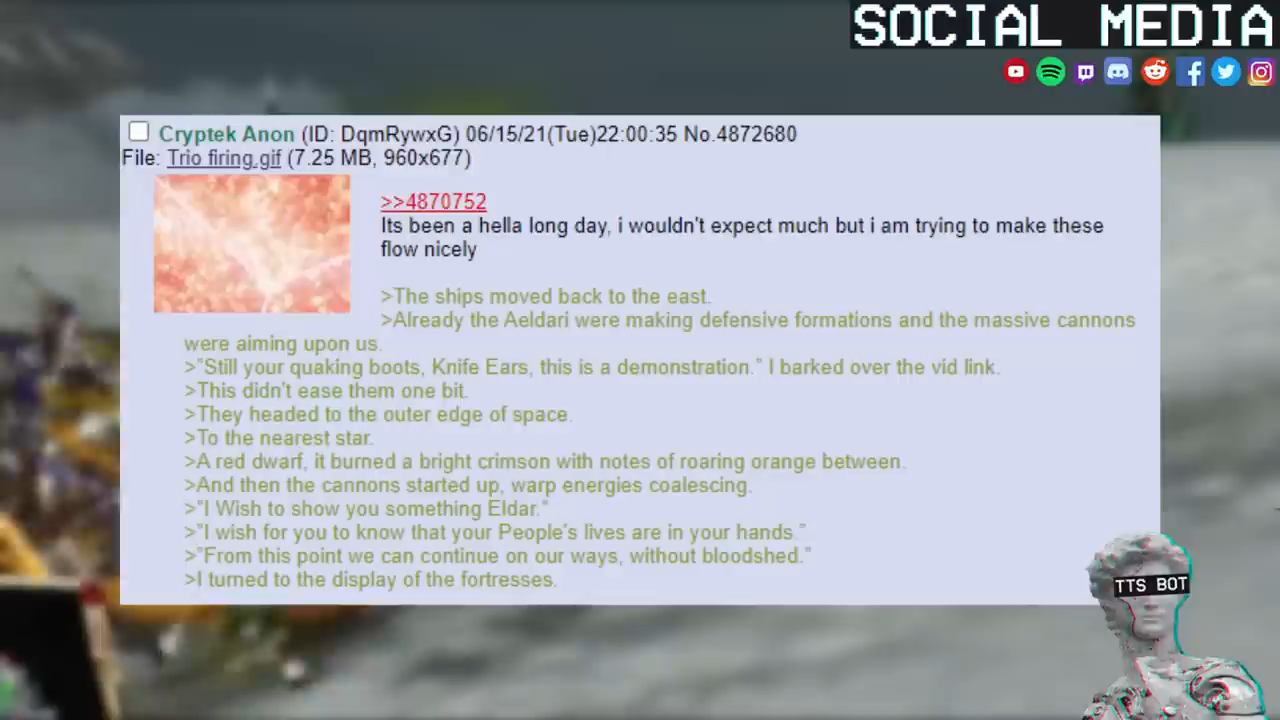 SOCIAL MEDIA
Cryptek Anon (ID: DqmRywxG) 06/15/21(Tue)22:00:35 No.4872680
File: Trio firing.gif (7.25 MB, 960x677)
>>4870752
Its been a hella long day, i wouldn't expect much but i am trying to make these
flow nicely
>The ships moved back to the east.
>Already the Aeldari were making defensive formations and the massive cannons
were aiming upon us.
>"Still your quaking boots, Knife Ears, this is a demonstration." I barked over the vid link.
>This didn't ease them one bit.
>They headed to the outer edge of space.
>To the nearest star.
>A red dwarf, it burned a bright crimson with notes of roaring orange between.
>And then the cannons started up, warp energies coalescing.
>"I Wish to show you something Eldar."
>"I wish for you to know that your People's lives are in your hands."
>"From this point we can continue on our ways, without bloodshed."
>I turned to the display of the fortresses.
TTS BOT